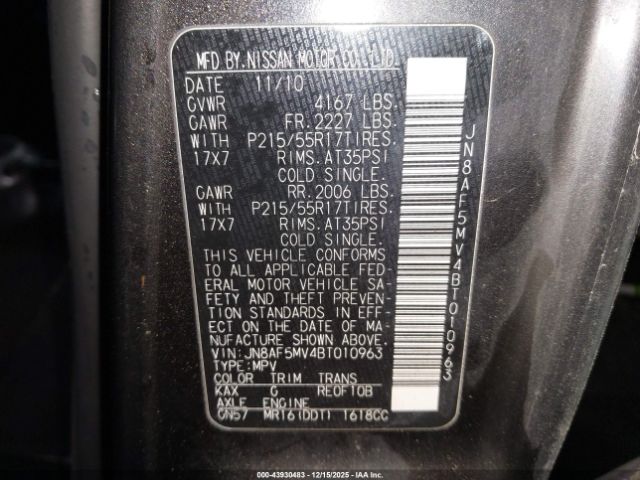 MFD BY.NISSAN MOTOR CO.,LTD.
DATE 11/10
GVWR 4167 LBS.
GAWR FR.2227 LBS.
WITH P215/55R17TIRES.
17X7 RIMS.AT35PSI
COLD SINGLE.
GAWR RR.2006 LBS.
WITH P215/55R17TIRES.
17X7 RIMS.AT35PSI
COLD SINGLE.
THIS VEHICLE CONFORMS
TO ALL APPLICABLE FED-
ERAL MOTOR VEHICLE SA-
FETY AND THEFT PREVEN-
TION STANDARDS IN EFF-
ECT ON THE DATE OF MA-
NUFACTURE SHOWN ABOVE.
VIN:JN8AF5MV4BT010963
TYPE:MPV
COLOR TRIM TRANS
KAX G REOF10B
AXLE ENGINE
GN57 MR16(DDT) 1618CC
JN8AF5MV4BT010963
000-43930483 - 12/15/2025 - IAA Inc.